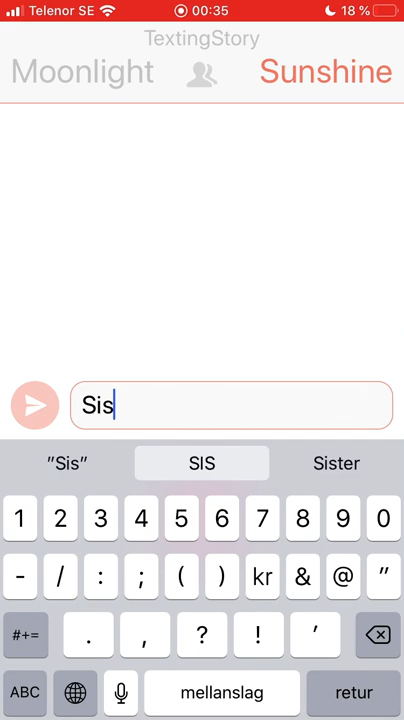 Telenor SE 00:35 18 %
TextingStory
Moonlight Sunshine
Sis
"Sis" SIS Sister
1 2 3 4 5 6 7 8 9 0
- / : ; ( ) kr & @ "
#+= . , ? ! '
ABC mellanslag retur